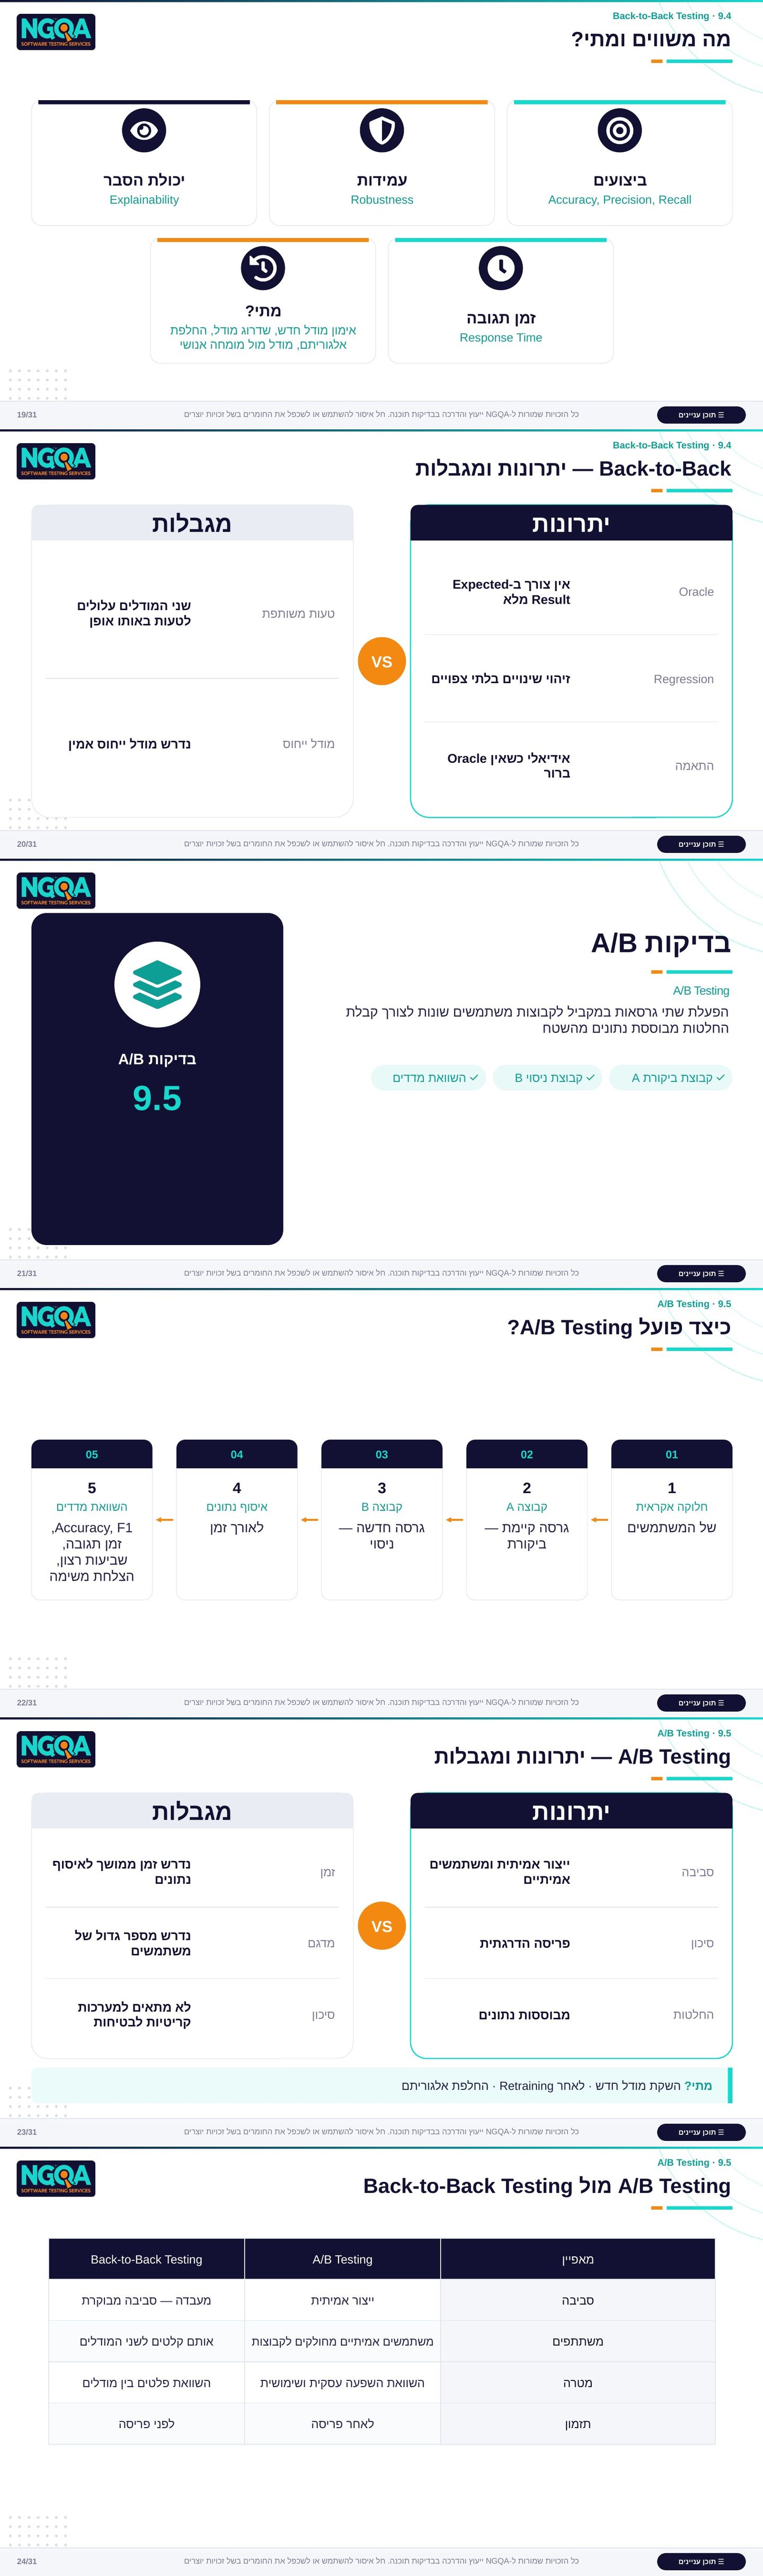 9.4 · Back-to-Back Testing
מה משווים ומתי?
NGQA
SOFTWARE TESTING SERVICES
ביצועים
Accuracy, Precision, Recall
עמידות
Robustness
יכולת הסבר
Explainability
זמן תגובה
Response Time
מתי?
אימון מודל חדש, שדרוג מודל, החלפת
אלגוריתם, מודל מול מומחה אנושי
☰ תוכן עניינים
כל הזכויות שמורות ל-NGQA ייעוץ והדרכה בבדיקות תוכנה. חל איסור להשתמש או לשכפל את החומרים בשל זכויות יוצרים
19/31
9.4 · Back-to-Back Testing
Back-to-Back — יתרונות ומגבלות
NGQA
SOFTWARE TESTING SERVICES
יתרונות
Oracle
אין צורך ב-Expected
Result מלא
Regression
זיהוי שינויים בלתי צפויים
התאמה
אידיאלי כשאין Oracle
ברור
VS
מגבלות
טעות משותפת
שני המודלים עלולים
לטעות באותו אופן
מודל ייחוס
נדרש מודל ייחוס אמין
☰ תוכן עניינים
כל הזכויות שמורות ל-NGQA ייעוץ והדרכה בבדיקות תוכנה. חל איסור להשתמש או לשכפל את החומרים בשל זכויות יוצרים
20/31
NGQA
SOFTWARE TESTING SERVICES
בדיקות A/B
A/B Testing
הפעלת שתי גרסאות במקביל לקבוצות משתמשים שונות לצורך קבלת
החלטות מבוססת נתונים מהשטח
✓ קבוצת ביקורת A
✓ קבוצת ניסוי B
✓ השוואת מדדים
בדיקות A/B
9.5
☰ תוכן עניינים
כל הזכויות שמורות ל-NGQA ייעוץ והדרכה בבדיקות תוכנה. חל איסור להשתמש או לשכפל את החומרים בשל זכויות יוצרים
21/31
9.5 · A/B Testing
כיצד פועל A/B Testing?
NGQA
SOFTWARE TESTING SERVICES
01
1
חלוקה אקראית
של המשתמשים
02
2
קבוצה A
גרסה קיימת —
ביקורת
03
3
קבוצה B
גרסה חדשה —
ניסוי
04
4
איסוף נתונים
לאורך זמן
05
5
השוואת מדדים
Accuracy, F1,
זמן תגובה,
שביעות רצון,
הצלחת משימה
☰ תוכן עניינים
כל הזכויות שמורות ל-NGQA ייעוץ והדרכה בבדיקות תוכנה. חל איסור להשתמש או לשכפל את החומרים בשל זכויות יוצרים
22/31
9.5 · A/B Testing
A/B Testing — יתרונות ומגבלות
NGQA
SOFTWARE TESTING SERVICES
יתרונות
סביבה
ייצור אמיתית ומשתמשים
אמיתיים
סיכון
פריסה הדרגתית
החלטות
מבוססות נתונים
VS
מגבלות
זמן
נדרש זמן ממושך לאיסוף
נתונים
מדגם
נדרש מספר גדול של
משתמשים
סיכון
לא מתאים למערכות
קריטיות לבטיחות
מתי? השקת מודל חדש · לאחר Retraining · החלפת אלגוריתם
☰ תוכן עניינים
כל הזכויות שמורות ל-NGQA ייעוץ והדרכה בבדיקות תוכנה. חל איסור להשתמש או לשכפל את החומרים בשל זכויות יוצרים
23/31
9.5 · A/B Testing
A/B Testing מול Back-to-Back Testing
NGQA
SOFTWARE TESTING SERVICES
מאפיין
A/B Testing
Back-to-Back Testing
סביבה
ייצור אמיתית
מעבדה — סביבה מבוקרת
משתתפים
משתמשים אמיתיים מחולקים לקבוצות
אותם קלטים לשני המודלים
מטרה
השוואת השפעה עסקית ושימושית
השוואת פלטים בין מודלים
תזמון
לאחר פריסה
לפני פריסה
☰ תוכן עניינים
כל הזכויות שמורות ל-NGQA ייעוץ והדרכה בבדיקות תוכנה. חל איסור להשתמש או לשכפל את החומרים בשל זכויות יוצרים
24/31